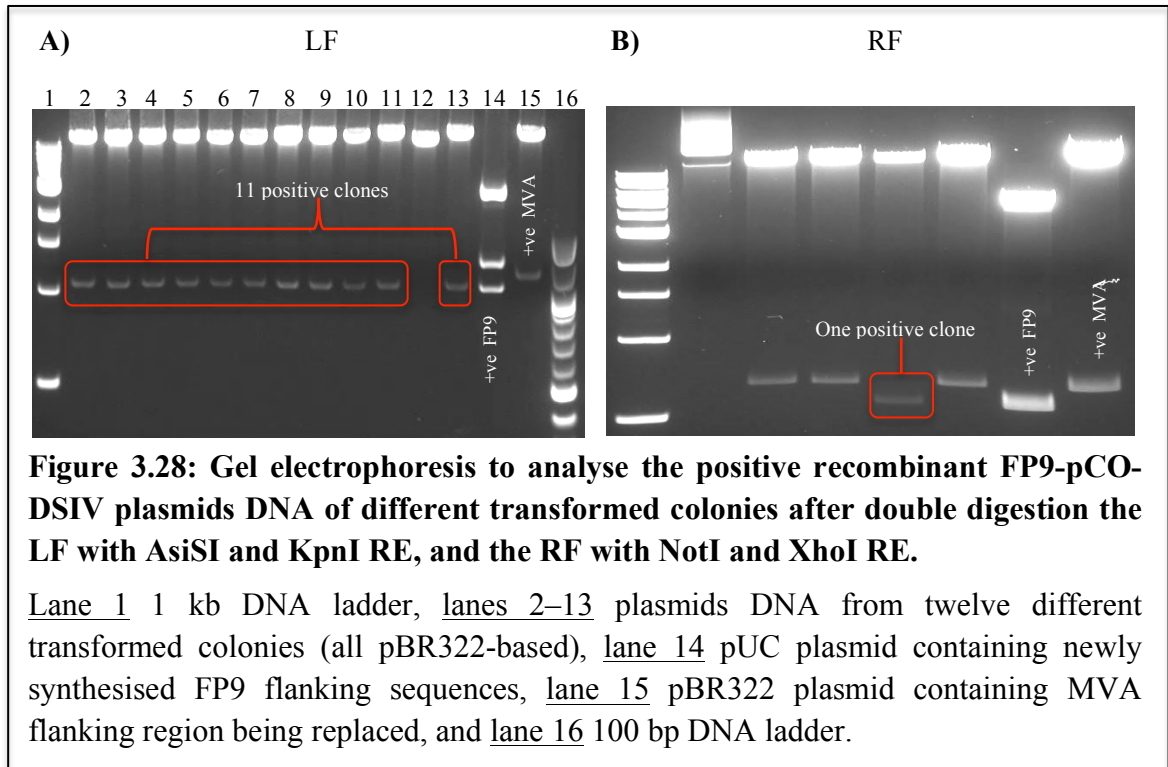 A) LF
1 2 3 4 5 6 7 8 9 10 11 12 13 14 15 16
11 positive clones
+ve FP9
+ve MVA
B) RF
One positive clone
+ve FP9
+ve MVA
Figure 3.28: Gel electrophoresis to analyse the positive recombinant FP9-pCO-
DSIV plasmids DNA of different transformed colonies after double digestion the
LF with AsiSI and KpnI RE, and the RF with NotI and XhoI RE.
Lane 1 1 kb DNA ladder, lanes 2–13 plasmids DNA from twelve different
transformed colonies (all pBR322-based), lane 14 pUC plasmid containing newly
synthesised FP9 flanking sequences, lane 15 pBR322 plasmid containing MVA
flanking region being replaced, and lane 16 100 bp DNA ladder.